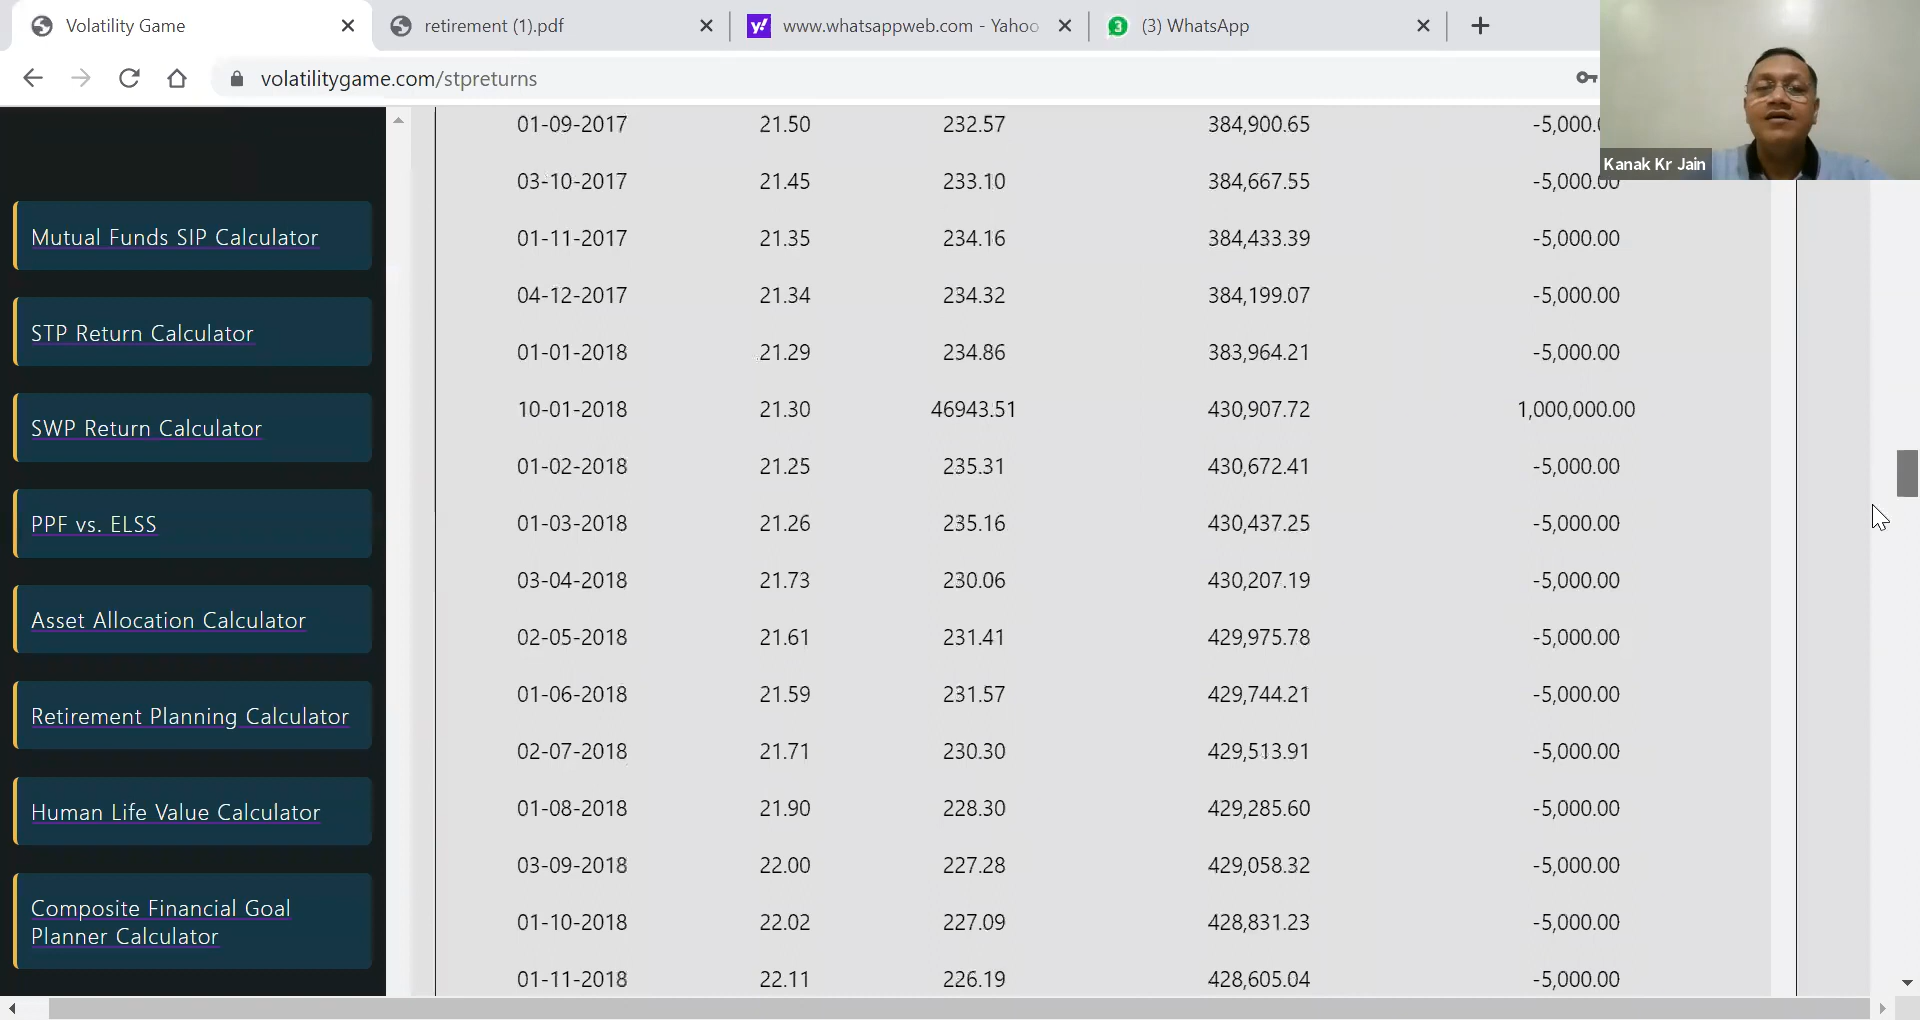 Volatility Game
retirement (1).pdf
www.whatsappweb.com - Yahoo
3
(3) WhatsApp
volatilitygame.com/stpreturns
Kanak Kr Jain
Mutual Funds SIP Calculator
STP Return Calculator
SWP Return Calculator
PPF vs. ELSS
Asset Allocation Calculator
Retirement Planning Calculator
Human Life Value Calculator
Composite Financial Goal
Planner Calculator
01-09-2017 21.50 232.57 384,900.65 -5,000.
03-10-2017 21.45 233.10 384,667.55 -5,000.00
01-11-2017 21.35 234.16 384,433.39 -5,000.00
04-12-2017 21.34 234.32 384,199.07 -5,000.00
01-01-2018 21.29 234.86 383,964.21 -5,000.00
10-01-2018 21.30 46943.51 430,907.72 1,000,000.00
01-02-2018 21.25 235.31 430,672.41 -5,000.00
01-03-2018 21.26 235.16 430,437.25 -5,000.00
03-04-2018 21.73 230.06 430,207.19 -5,000.00
02-05-2018 21.61 231.41 429,975.78 -5,000.00
01-06-2018 21.59 231.57 429,744.21 -5,000.00
02-07-2018 21.71 230.30 429,513.91 -5,000.00
01-08-2018 21.90 228.30 429,285.60 -5,000.00
03-09-2018 22.00 227.28 429,058.32 -5,000.00
01-10-2018 22.02 227.09 428,831.23 -5,000.00
01-11-2018 22.11 226.19 428,605.04 -5,000.00